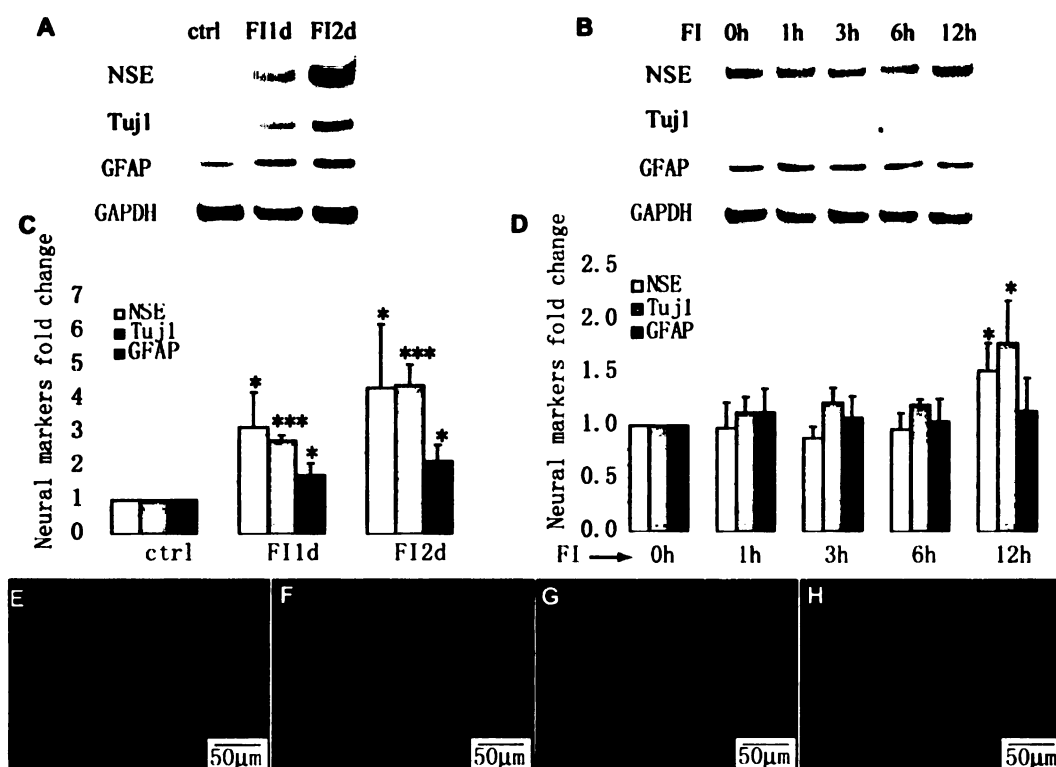 A
ctrl FI1d FI2d
NSE
Tuj1
GFAP
GAPDH
B
FI 0h 1h 3h 6h 12h
NSE
Tuj1
GFAP
GAPDH
C
Neural markers fold change
7
6
5
4
3
2
1
0
NSE
Tuj1
GFAP
* *** *
* *** *
ctrl FI1d FI2d
D
Neural markers fold change
2.5
2.0
1.5
1.0
0.5
0.0
NSE
Tuj1
GFAP
* *
FI → 0h 1h 3h 6h 12h
E
50μm
F
50μm
G
50μm
H
50μm